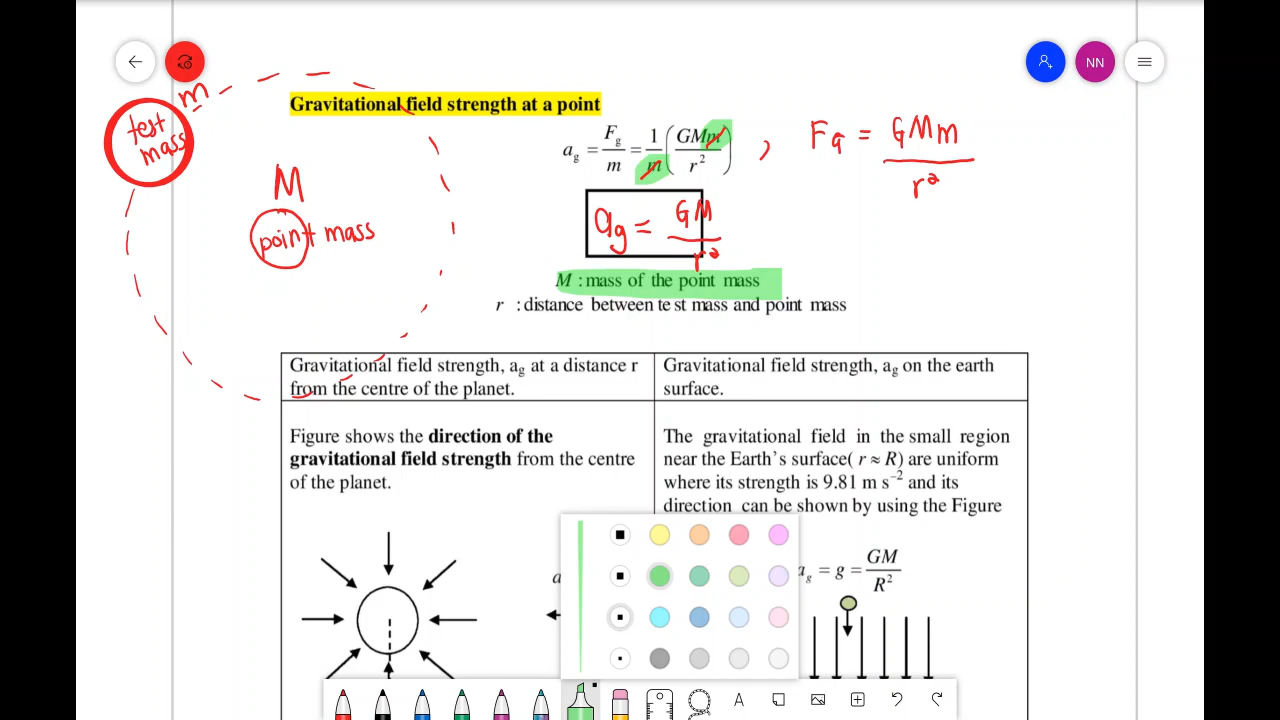 NN
m
test
mass
M
point mass
Gravitational field strength at a point
a_g = F_g / m = 1/m (GMm / r²) , F_G = GMm / r²
a_g = GM / r²
M : mass of the point mass
r : distance between te st mass and point mass
Gravitational field strength, a_g at a distance r
from the centre of the planet.
Gravitational field strength, a_g on the earth
surface.
Figure shows the direction of the
gravitational field strength from the centre
of the planet.
The gravitational field in the small region
near the Earth's surface( r ≈ R) are uniform
where its strength is 9.81 m s⁻² and its
direction can be shown by using the Figure
a
a_g = g = GM / R²
A